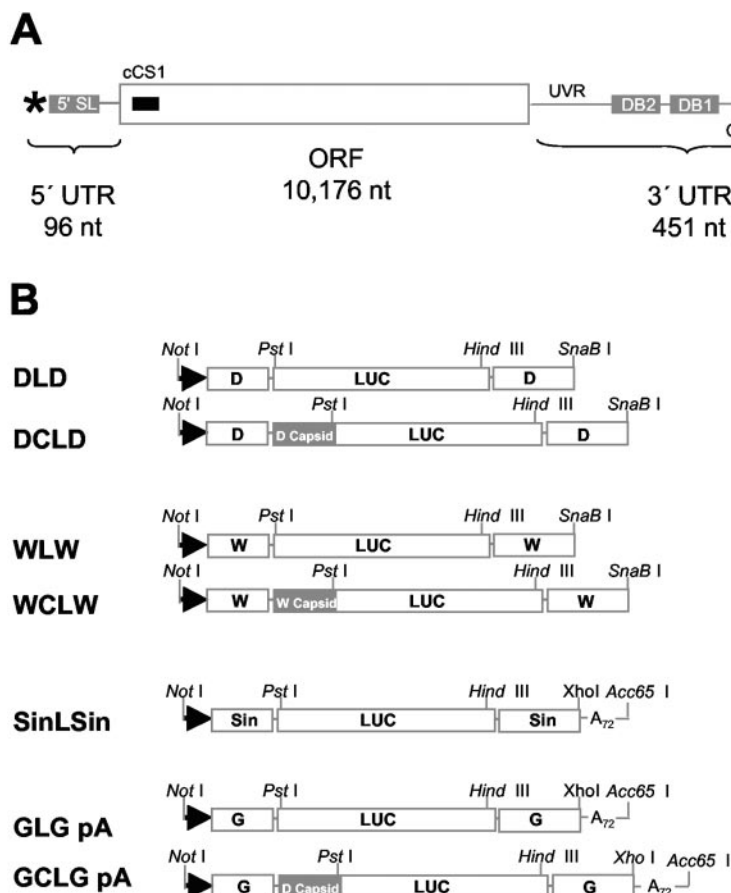 A
cCS1
* 5' SL
UVR
DB2 DB1
5´ UTR
96 nt
ORF
10,176 nt
3´ UTR
451 nt
B
Not I Pst I Hind III SnaB I
DLD D LUC D
Not I Pst I Hind III SnaB I
DCLD D D Capsid LUC D
Not I Pst I Hind III SnaB I
WLW W LUC W
Not I Pst I Hind III SnaB I
WCLW W W Capsid LUC W
Not I Pst I Hind III XhoI Acc65 I
SinLSin Sin LUC Sin A72
Not I Pst I Hind III XhoI Acc65 I
GLG pA G LUC G A72
Not I Pst I Hind III Xho I Acc65 I
GCLG pA G D Capsid LUC G A72